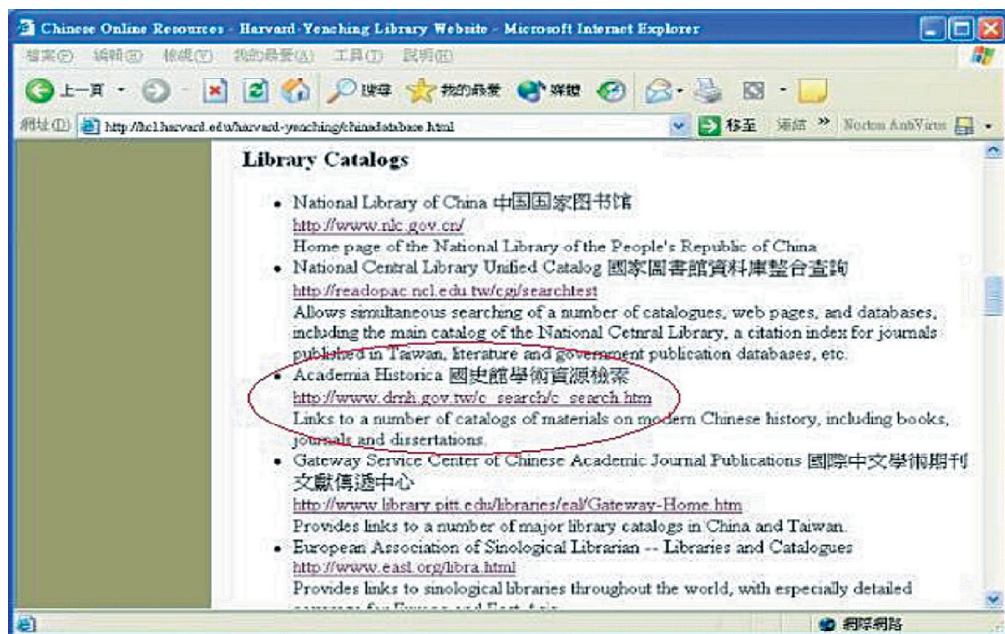 Chinese Online Resources - Harvard-Yenching Library Website - Microsoft Internet Explorer
檔案(F) 編輯(E) 檢視(V) 我的最愛(A) 工具(T) 說明(H)
上一頁 搜尋 我的最愛 媒體
網址(D) http://hcl.harvard.edu/harvard-yenching/chinadatabase.html 移至 連結 » Norton AntiVirus
Library Catalogs
• National Library of China 中国国家图书馆
http://www.nlc.gov.cn/
Home page of the National Library of the People's Republic of China
• National Central Library Unified Catalog 國家圖書館資料庫整合查詢
http://readopac.ncl.edu.tw/cgi/searchtest
Allows simultaneous searching of a number of catalogues, web pages, and databases,
including the main catalog of the National Cetnral Library, a citation index for journals
published in Taiwan, literature and government publication databases, etc.
• Academia Historica 國史館學術資源檢索
http://www.drnh.gov.tw/c_search/c_search.htm
Links to a number of catalogs of materials on modern Chinese history, including books,
journals and dissertations.
• Gateway Service Center of Chinese Academic Journal Publications 國際中文學術期刊
文獻傳遞中心
http://www.library.pitt.edu/libraries/eal/Gateway-Home.htm
Provides links to a number of major library catalogs in China and Taiwan.
• European Association of Sinological Librarian -- Libraries and Catalogues
http://www.easl.org/libra.html
Provides links to sinological libraries throughout the world, with especially detailed
網際網路